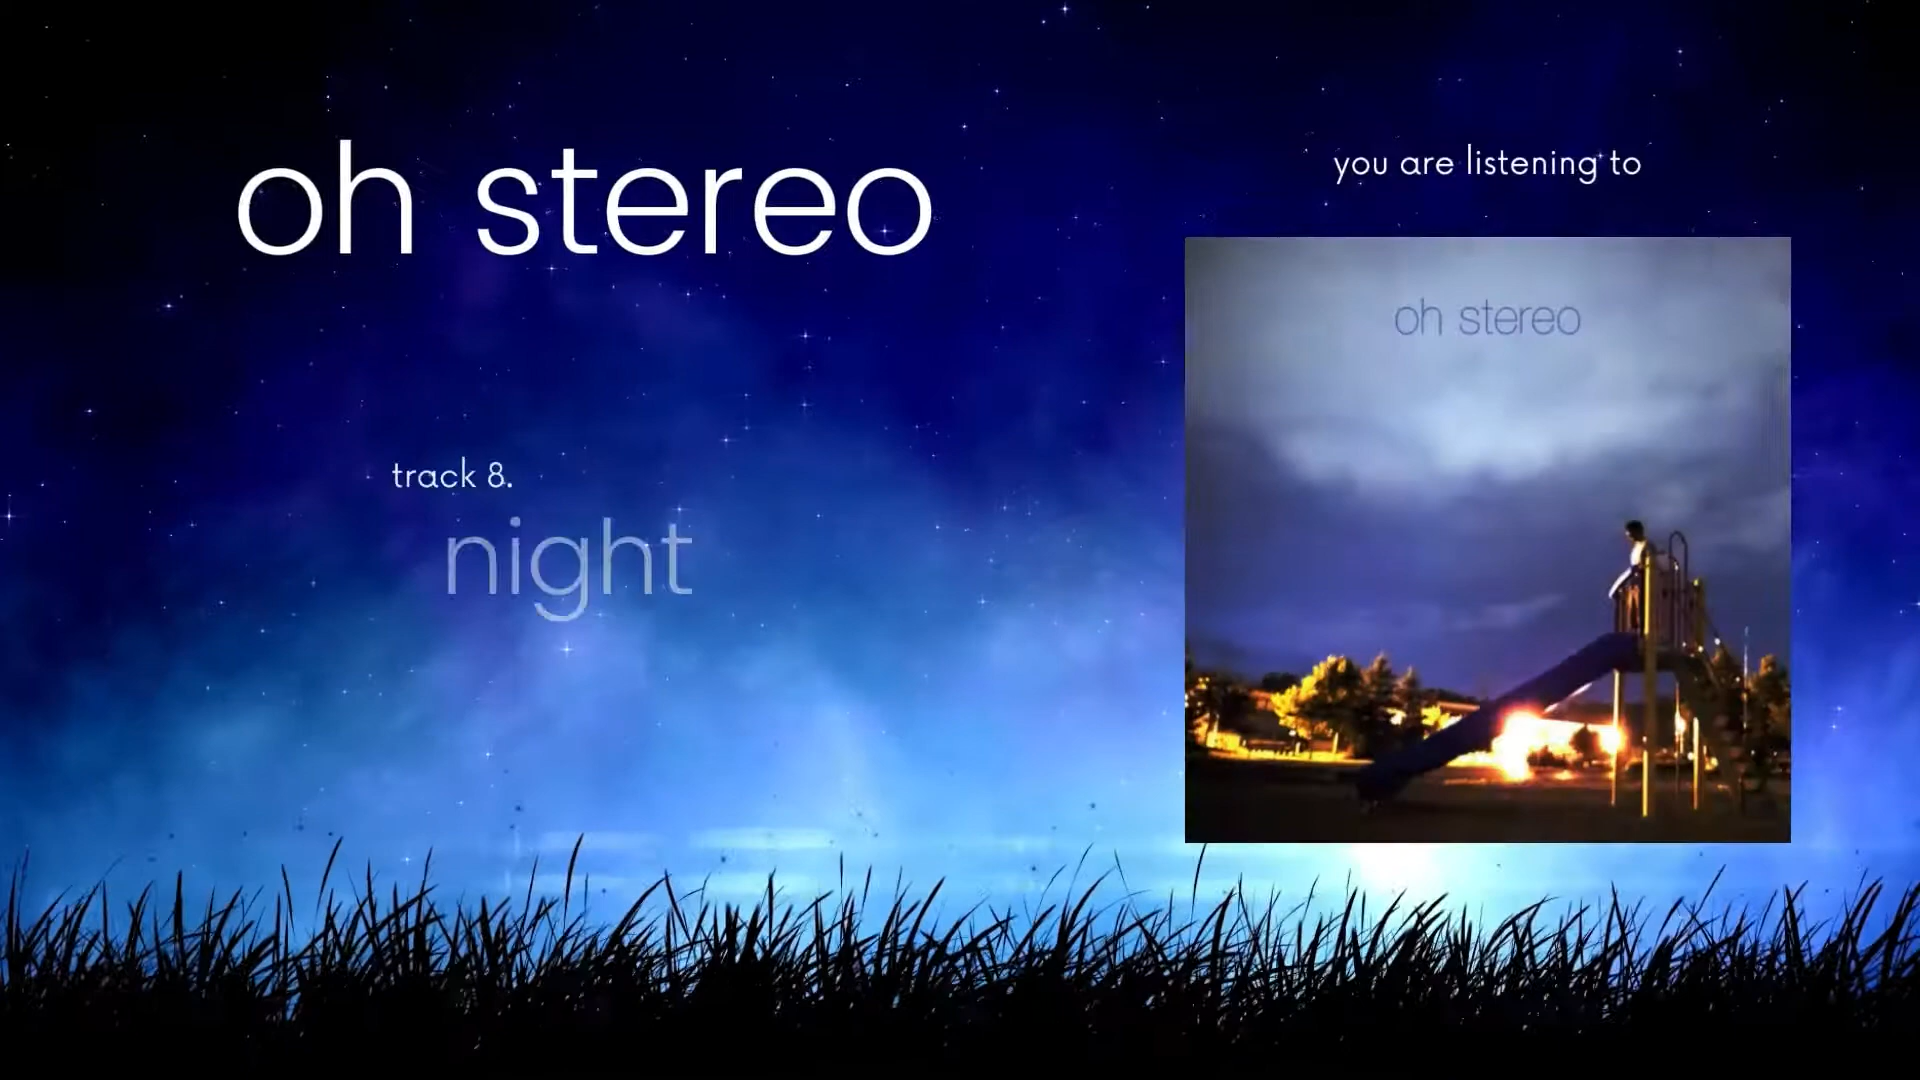 oh stereo
track 8.
night
you are listening to
oh stereo